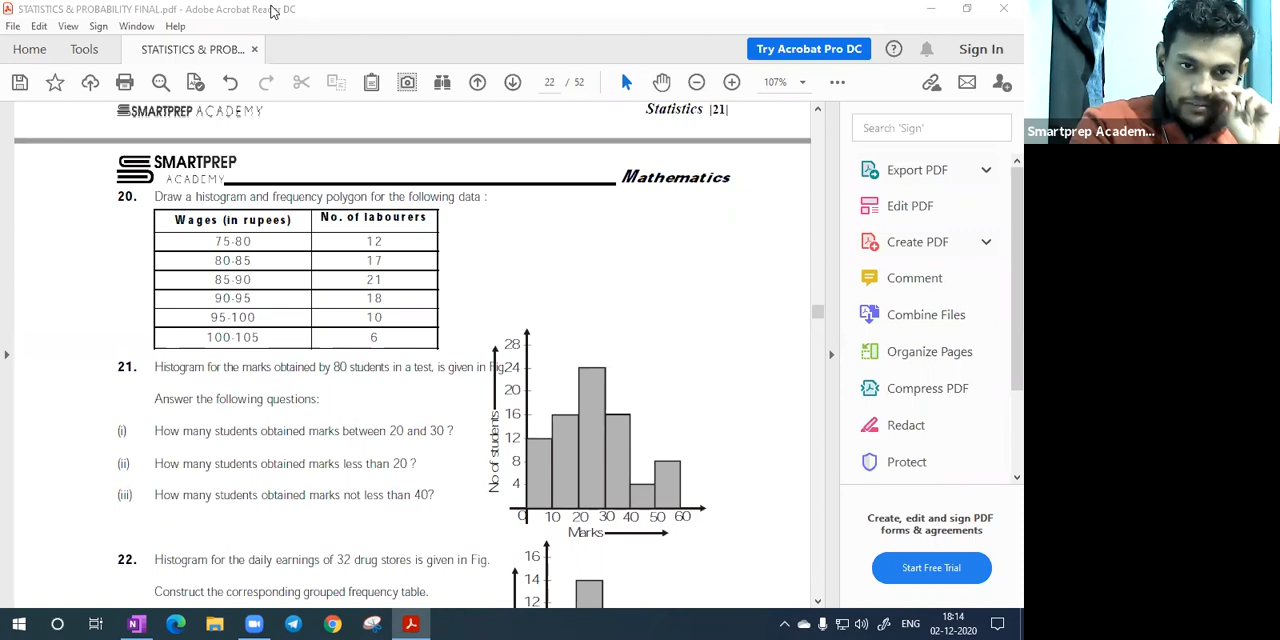 STATISTICS & PROBABILITY FINAL.pdf - Adobe Acrobat Reader DC
File Edit View Sign Window Help
Home Tools STATISTICS & PROB... × Try Acrobat Pro DC Sign In
22 / 52 107%
SMARTPREP ACADEMY Statistics |21|
Search 'Sign'
Smartprep Academ...
SMARTPREP
ACADEMY Mathematics
20. Draw a histogram and frequency polygon for the following data :
Wages (in rupees) No. of labourers
75-80 12
80-85 17
85-90 21
90-95 18
95-100 10
100-105 6
21. Histogram for the marks obtained by 80 students in a test, is given in Fig.
Answer the following questions:
(i) How many students obtained marks between 20 and 30 ?
(ii) How many students obtained marks less than 20 ?
(iii) How many students obtained marks not less than 40?
28
24
20
16
12
8
4
0 10 20 30 40 50 60
No of students
Marks
22. Histogram for the daily earnings of 32 drug stores is given in Fig.
Construct the corresponding grouped frequency table.
16
14
12
Export PDF
Edit PDF
Create PDF
Comment
Combine Files
Organize Pages
Compress PDF
Redact
Protect
Create, edit and sign PDF
forms & agreements
Start Free Trial
ENG
18:14
02-12-2020